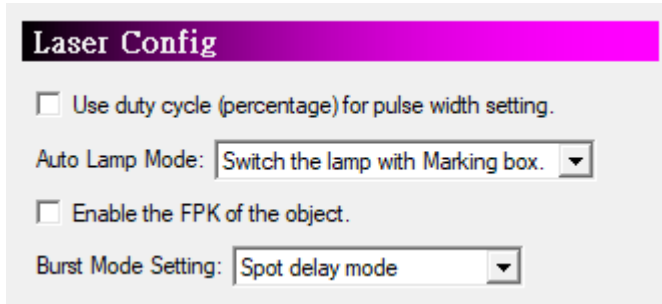 Laser Config
Use duty cycle (percentage) for pulse width setting.
Auto Lamp Mode: Switch the lamp with Marking box.
Enable the FPK of the object.
Burst Mode Setting: Spot delay mode